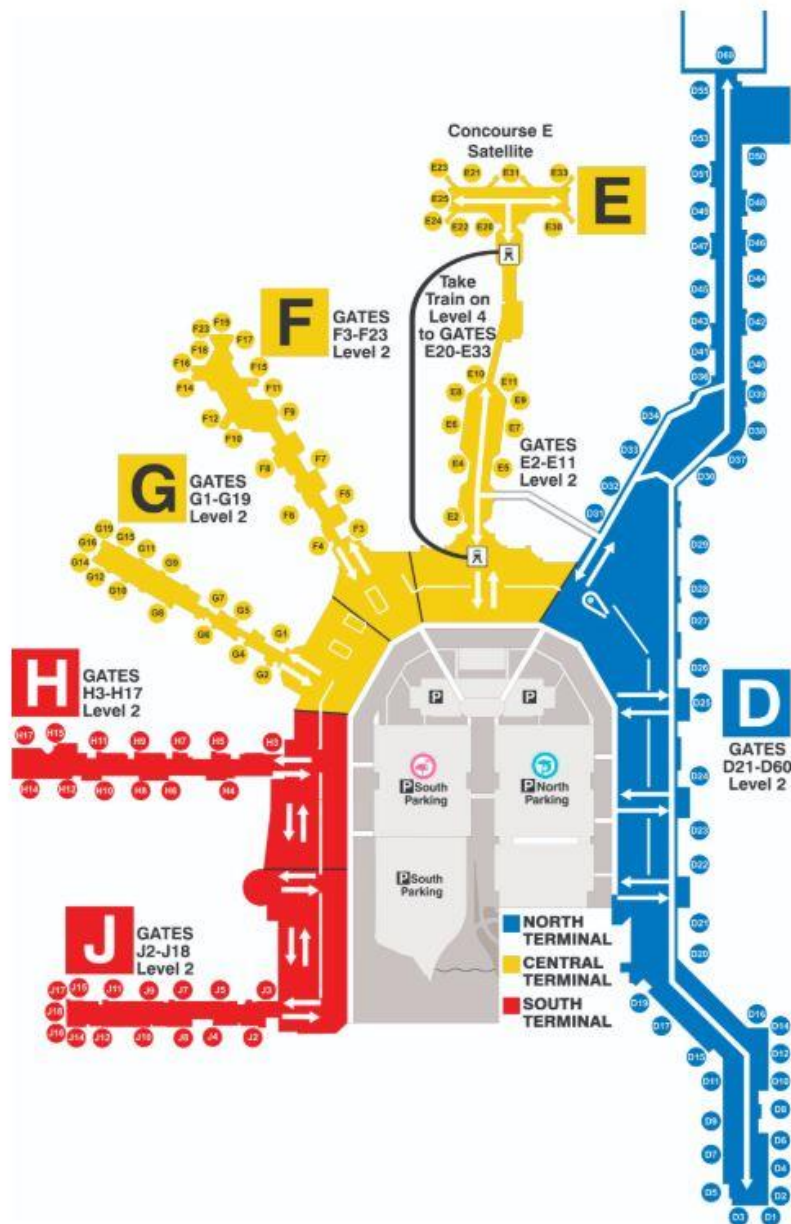 Concourse E
Satellite
E
E23
E21
E31
E33
E25
E24
E22
E20
E30
Take
Train on
Level 4
to GATES
E20-E33
E10
E11
E8
E9
E6
E7
E4
E5
E2
GATES
E2-E11
Level 2
F
GATES
F3-F23
Level 2
F19
F23
F17
F18
F16
F15
F14
F11
F12
F9
F10
F7
F8
F5
F6
F3
F4
G
GATES
G1-G19
Level 2
G19
G15
G16
G11
G14
G9
G12
G10
G7
G8
G5
G6
G1
G4
G2
H
GATES
H3-H17
Level 2
H17
H15
H11
H9
H7
H5
H3
H14
H12
H10
H8
H6
H4
J
GATES
J2-J18
Level 2
J17
J15
J11
J9
J7
J5
J3
J18
J16
J14
J12
J10
J8
J4
J2
P
P
P South
Parking
P North
Parking
P South
Parking
NORTH
TERMINAL
CENTRAL
TERMINAL
SOUTH
TERMINAL
D
GATES
D21-D60
Level 2
D60
D55
D53
D50
D51
D49
D48
D47
D46
D45
D44
D43
D42
D41
D40
D36
D39
D34
D38
D33
D37
D30
D32
D31
D29
D28
D27
D26
D25
D24
D23
D22
D21
D20
D19
D17
D16
D14
D15
D12
D11
D10
D8
D9
D6
D7
D4
D5
D2
D3
D1